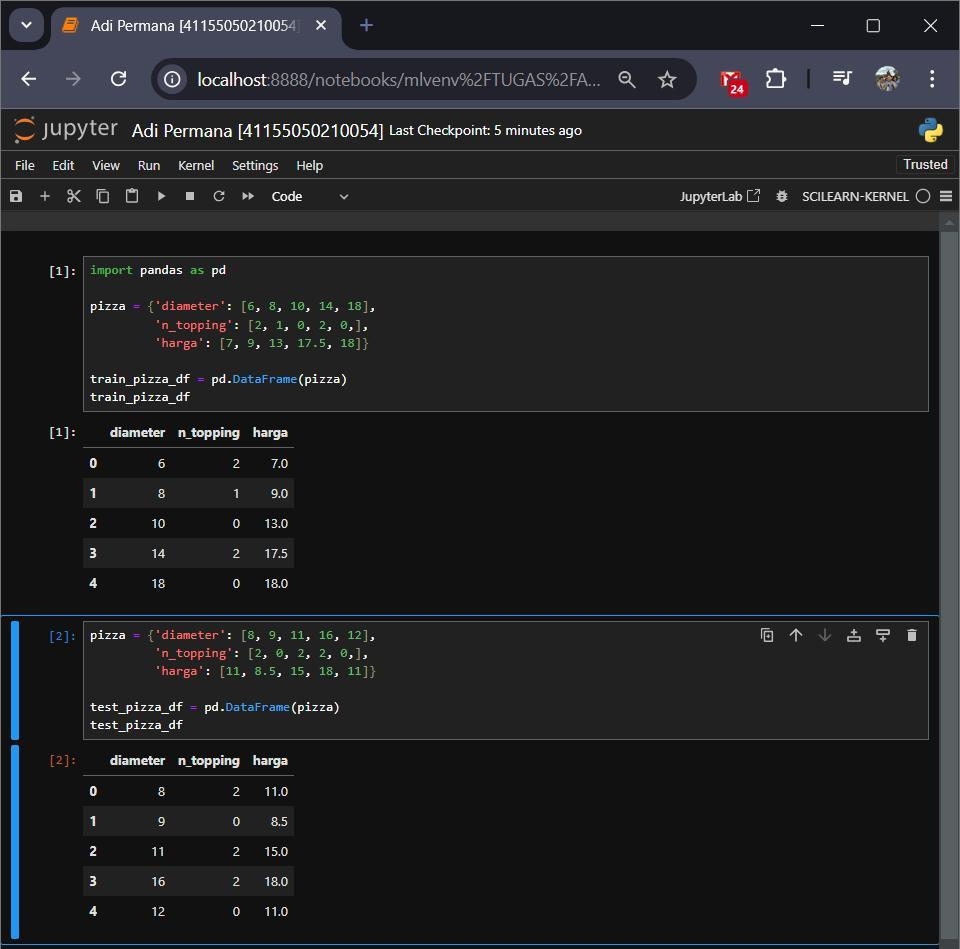 Adi Permana [41155050210054]
localhost:8888/notebooks/mlvenv%2FTUGAS%2FA...
24
jupyter Adi Permana [41155050210054] Last Checkpoint: 5 minutes ago
File Edit View Run Kernel Settings Help Trusted
Code JupyterLab SCILEARN-KERNEL
[1]: import pandas as pd
pizza = {'diameter': [6, 8, 10, 14, 18],
'n_topping': [2, 1, 0, 2, 0,],
'harga': [7, 9, 13, 17.5, 18]}
train_pizza_df = pd.DataFrame(pizza)
train_pizza_df
[1]: diameter n_topping harga
0 6 2 7.0
1 8 1 9.0
2 10 0 13.0
3 14 2 17.5
4 18 0 18.0
[2]: pizza = {'diameter': [8, 9, 11, 16, 12],
'n_topping': [2, 0, 2, 2, 0,],
'harga': [11, 8.5, 15, 18, 11]}
test_pizza_df = pd.DataFrame(pizza)
test_pizza_df
[2]: diameter n_topping harga
0 8 2 11.0
1 9 0 8.5
2 11 2 15.0
3 16 2 18.0
4 12 0 11.0